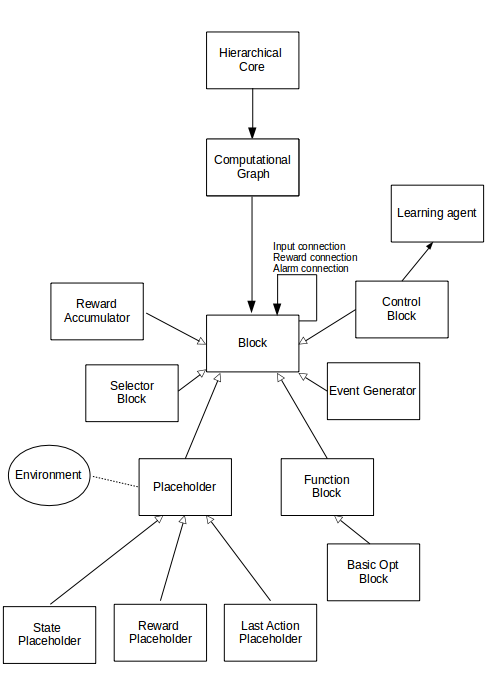 Hierarchical
Core
Computational
Graph
Learning agent
Input connection
Reward connection
Alarm connection
Reward
Accumulator
Control
Block
Block
Selector
Block
Event Generator
Environment
Placeholder
Function
Block
Basic Opt
Block
State
Placeholder
Reward
Placeholder
Last Action
Placeholder